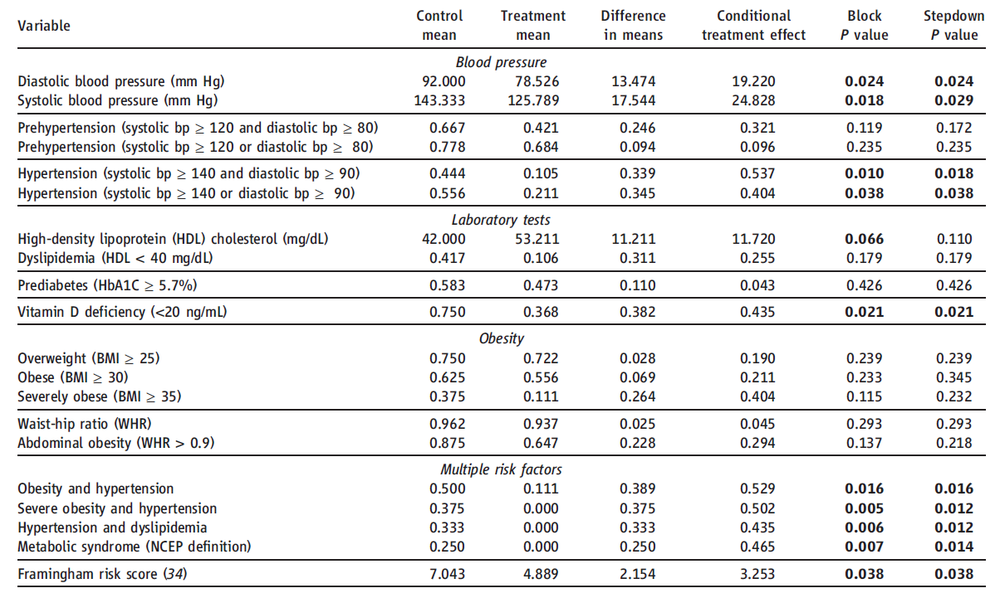 Variable Control mean Treatment mean Difference in means Conditional treatment effect Block P value Stepdown P value
Blood pressure
Diastolic blood pressure (mm Hg) 92.000 78.526 13.474 19.220 0.024 0.024
Systolic blood pressure (mm Hg) 143.333 125.789 17.544 24.828 0.018 0.029
Prehypertension (systolic bp ≥ 120 and diastolic bp ≥ 80) 0.667 0.421 0.246 0.321 0.119 0.172
Prehypertension (systolic bp ≥ 120 or diastolic bp ≥ 80) 0.778 0.684 0.094 0.096 0.235 0.235
Hypertension (systolic bp ≥ 140 and diastolic bp ≥ 90) 0.444 0.105 0.339 0.537 0.010 0.018
Hypertension (systolic bp ≥ 140 or diastolic bp ≥ 90) 0.556 0.211 0.345 0.404 0.038 0.038
Laboratory tests
High-density lipoprotein (HDL) cholesterol (mg/dL) 42.000 53.211 11.211 11.720 0.066 0.110
Dyslipidemia (HDL < 40 mg/dL) 0.417 0.106 0.311 0.255 0.179 0.179
Prediabetes (HbA1C ≥ 5.7%) 0.583 0.473 0.110 0.043 0.426 0.426
Vitamin D deficiency (<20 ng/mL) 0.750 0.368 0.382 0.435 0.021 0.021
Obesity
Overweight (BMI ≥ 25) 0.750 0.722 0.028 0.190 0.239 0.239
Obese (BMI ≥ 30) 0.625 0.556 0.069 0.211 0.233 0.345
Severely obese (BMI ≥ 35) 0.375 0.111 0.264 0.404 0.115 0.232
Waist-hip ratio (WHR) 0.962 0.937 0.025 0.045 0.293 0.293
Abdominal obesity (WHR > 0.9) 0.875 0.647 0.228 0.294 0.137 0.218
Multiple risk factors
Obesity and hypertension 0.500 0.111 0.389 0.529 0.016 0.016
Severe obesity and hypertension 0.375 0.000 0.375 0.502 0.005 0.012
Hypertension and dyslipidemia 0.333 0.000 0.333 0.435 0.006 0.012
Metabolic syndrome (NCEP definition) 0.250 0.000 0.250 0.465 0.007 0.014
Framingham risk score (34) 7.043 4.889 2.154 3.253 0.038 0.038